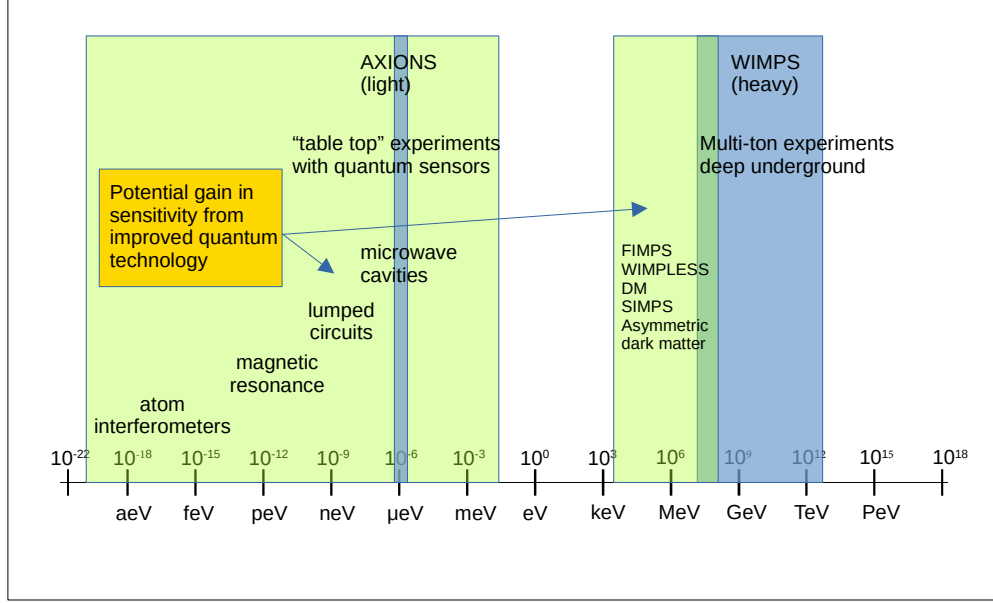 AXIONS
(light)
WIMPS
(heavy)
“table top” experiments
with quantum sensors
Multi-ton experiments
deep underground
Potential gain in
sensitivity from
improved quantum
technology
microwave
cavities
FIMPS
WIMPLESS
DM
SIMPS
Asymmetric
dark matter
lumped
circuits
magnetic
resonance
atom
interferometers
10⁻²² 10⁻¹⁸ 10⁻¹⁵ 10⁻¹² 10⁻⁹ 10⁻⁶ 10⁻³ 10⁰ 10³ 10⁶ 10⁹ 10¹² 10¹⁵ 10¹⁸
aeV feV peV neV µeV meV eV keV MeV GeV TeV PeV